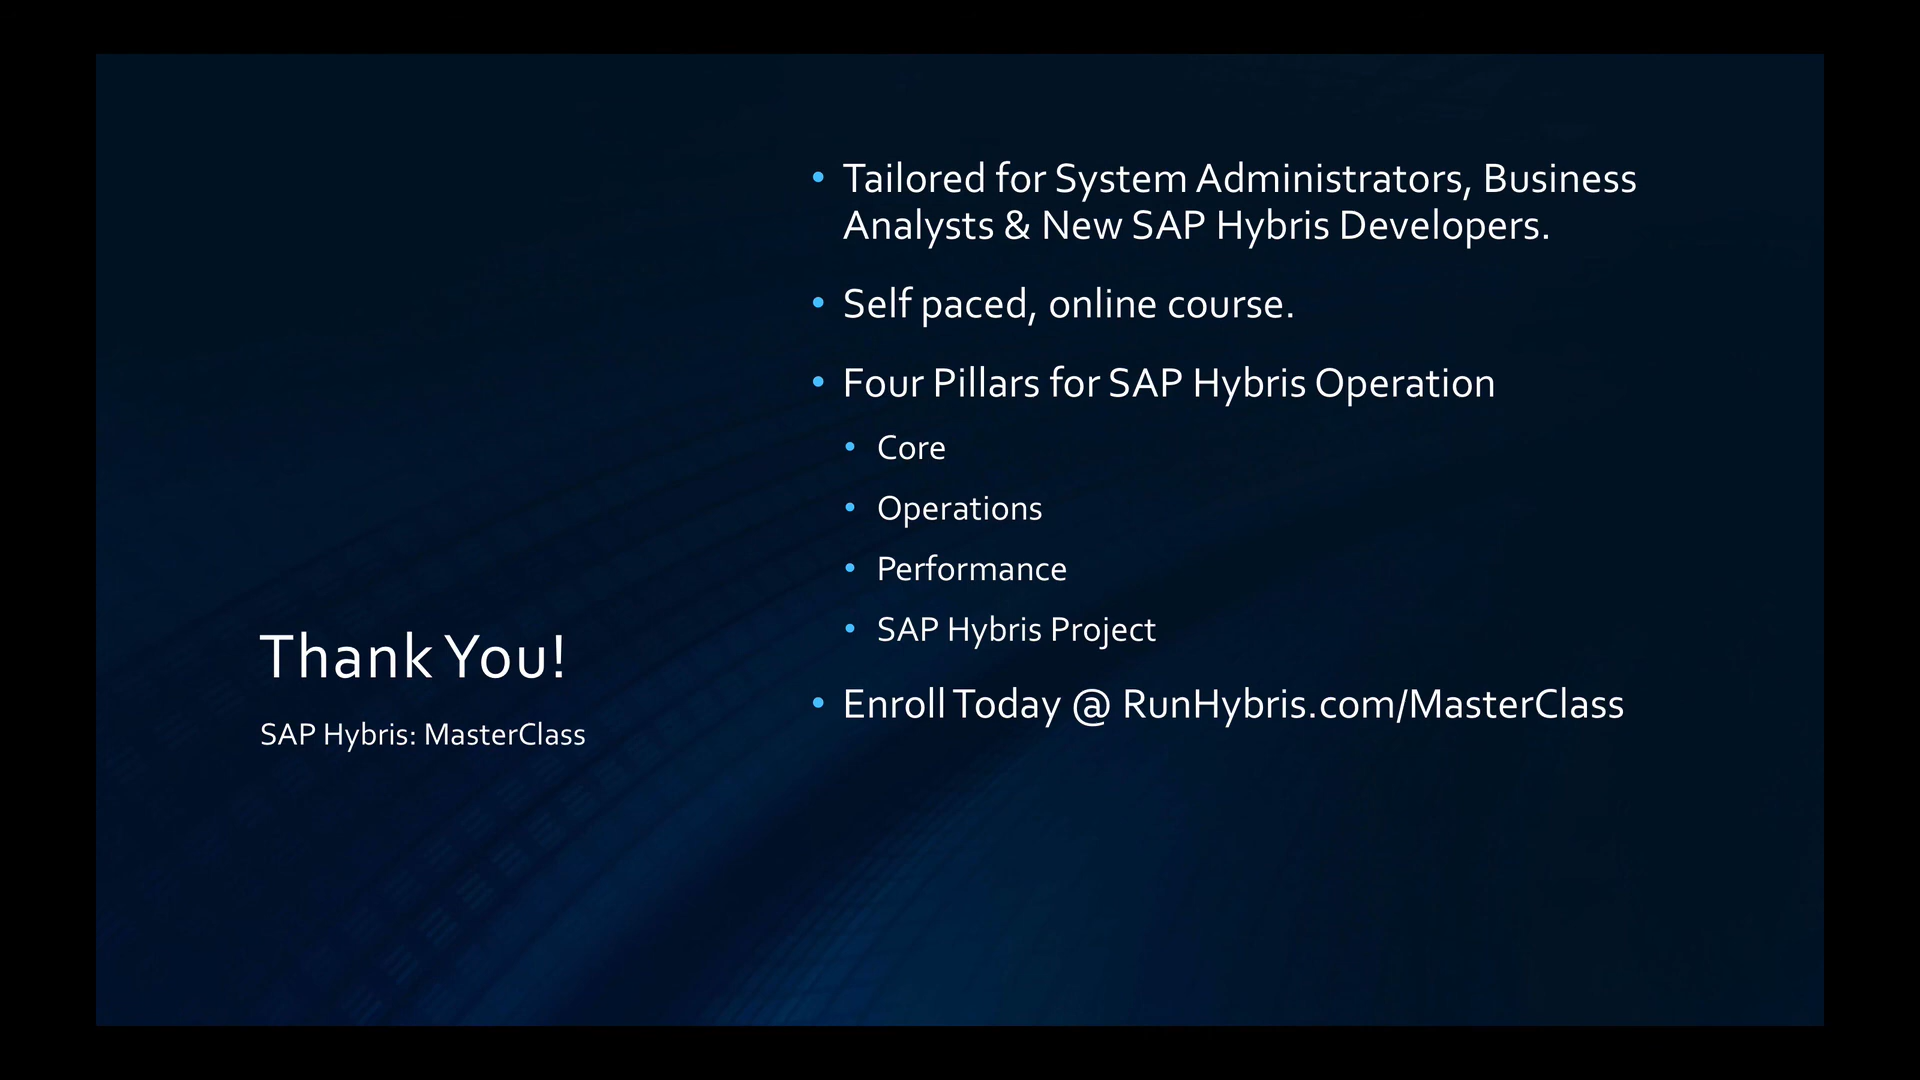 Thank You!
SAP Hybris: MasterClass
• Tailored for System Administrators, Business
Analysts & New SAP Hybris Developers.
• Self paced, online course.
• Four Pillars for SAP Hybris Operation
• Core
• Operations
• Performance
• SAP Hybris Project
• Enroll Today @ RunHybris.com/MasterClass